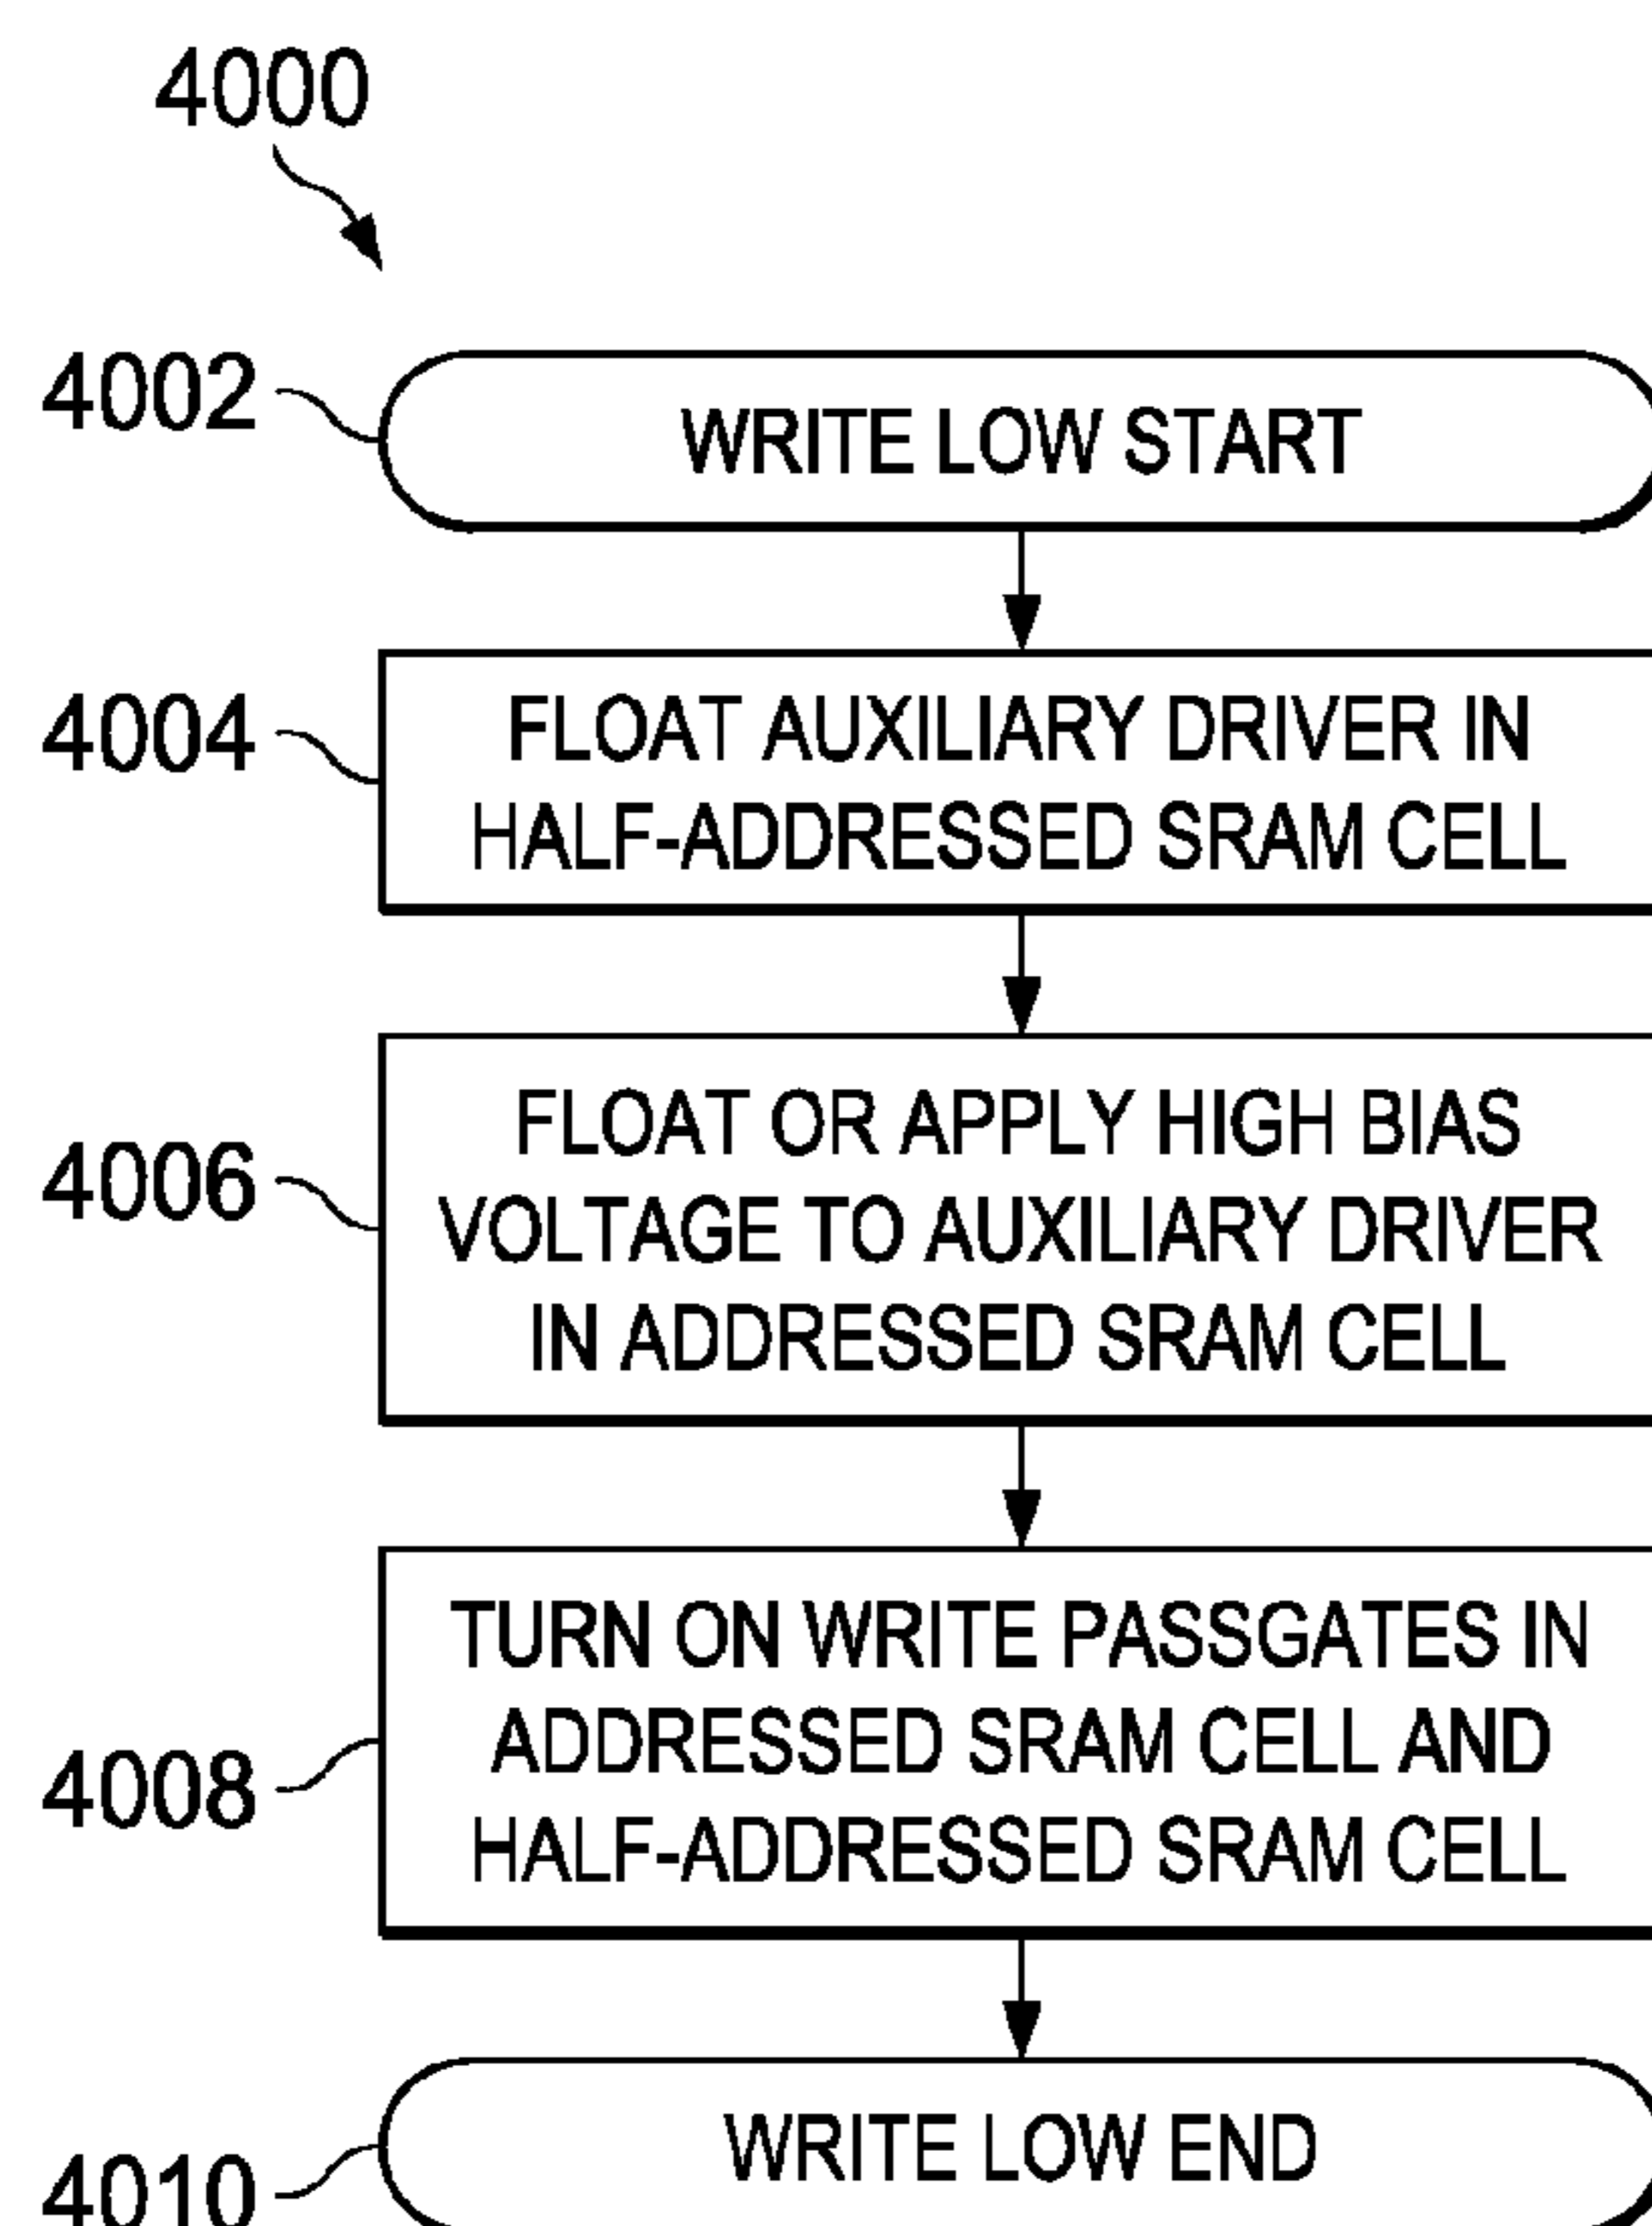 4000
4002
WRITE LOW START
4004
FLOAT AUXILIARY DRIVER IN
HALF-ADDRESSED SRAM CELL
4006
FLOAT OR APPLY HIGH BIAS
VOLTAGE TO AUXILIARY DRIVER
IN ADDRESSED SRAM CELL
4008
TURN ON WRITE PASSGATES IN
ADDRESSED SRAM CELL AND
HALF-ADDRESSED SRAM CELL
4010
WRITE LOW END